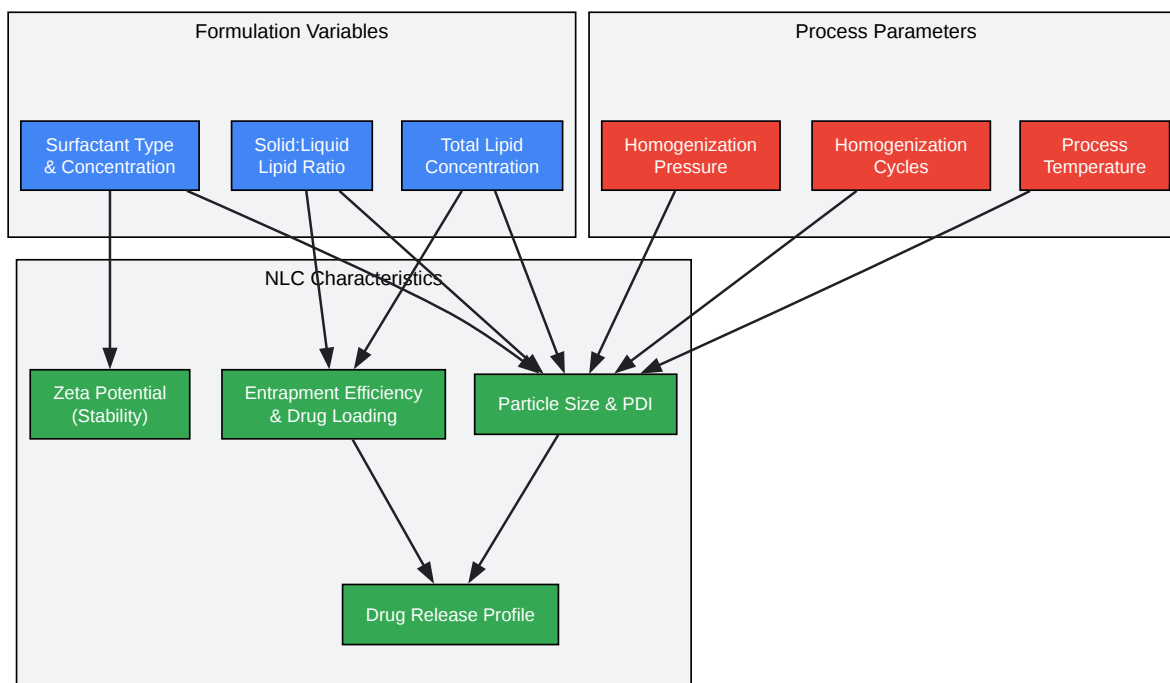 Formulation Variables
Process Parameters
Surfactant Type
& Concentration
Solid:Liquid
Lipid Ratio
Total Lipid
Concentration
Homogenization
Pressure
Homogenization
Cycles
Process
Temperature
NLC Characteristics
Zeta Potential
(Stability)
Entrapment Efficiency
& Drug Loading
Particle Size & PDI
Drug Release Profile